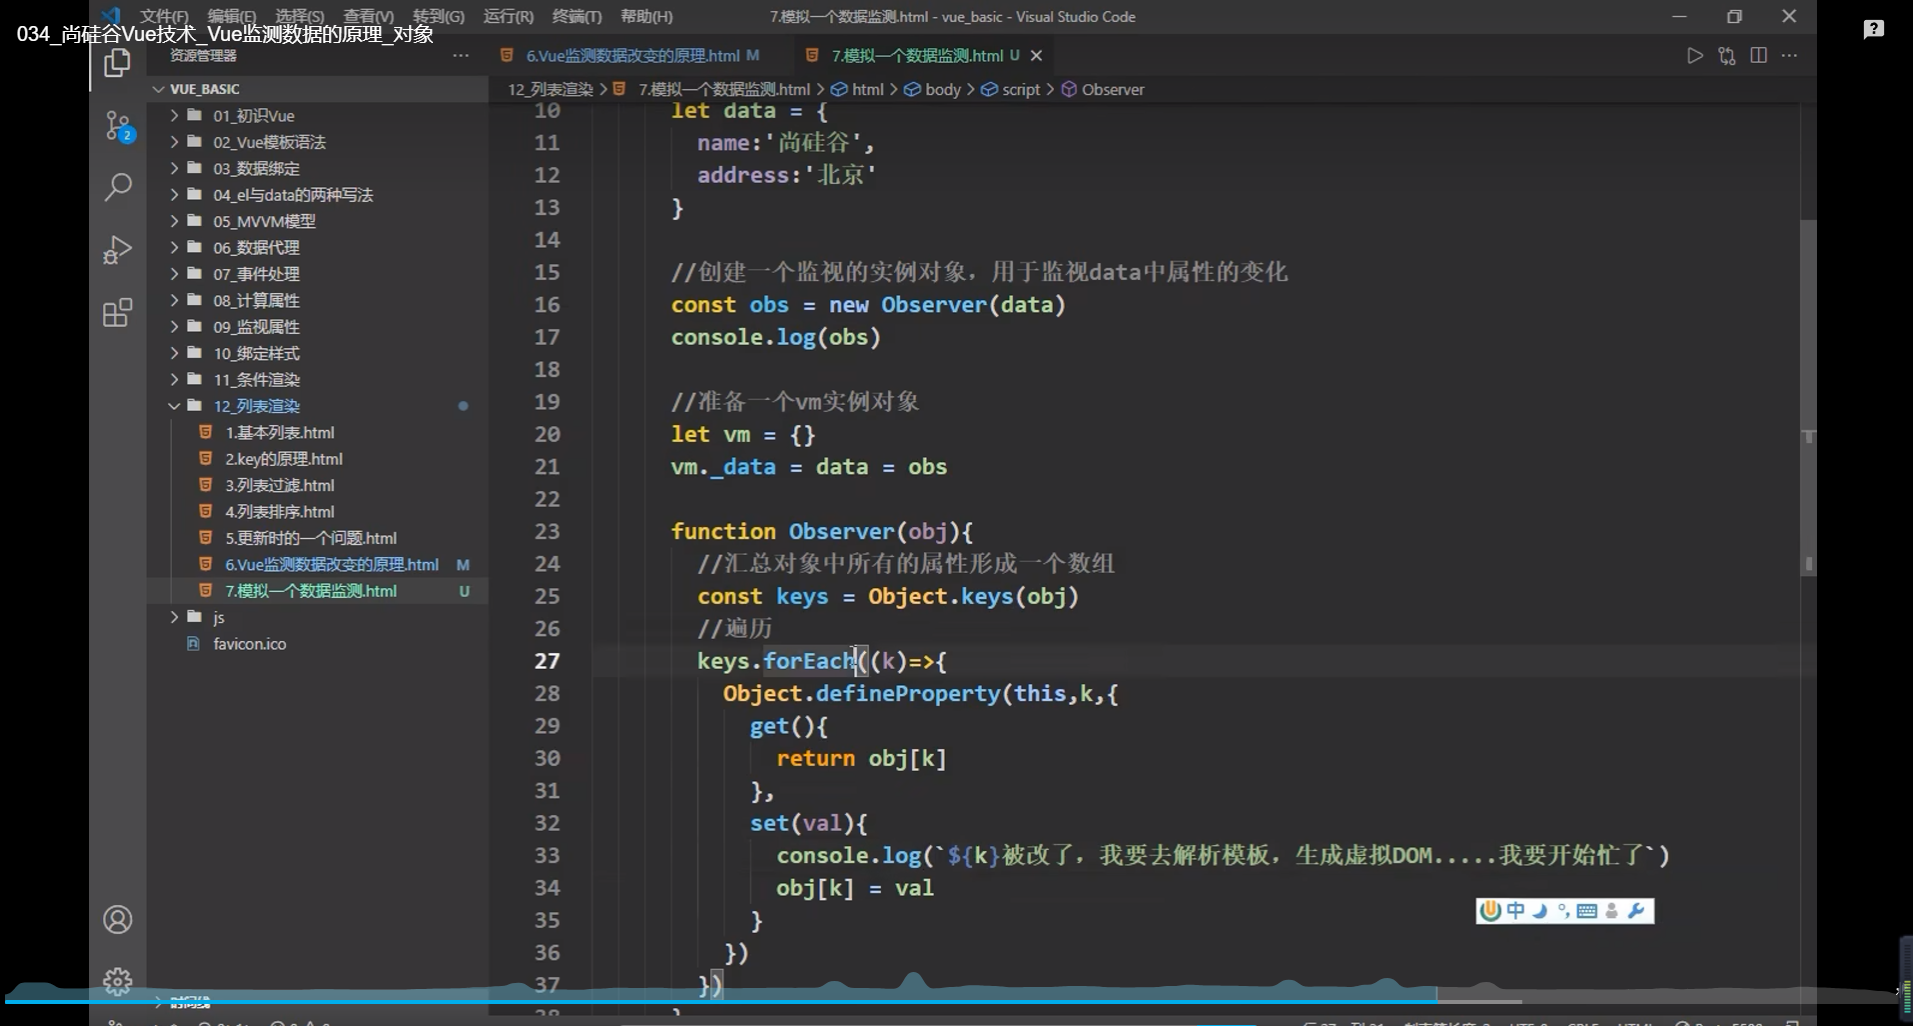 文件(F) 编辑(E) 选择(S) 查看(V) 转到(G) 运行(R) 终端(T) 帮助(H) 7.模拟一个数据监测.html - vue_basic - Visual Studio Code
034_尚硅谷Vue技术_Vue监测数据的原理_对象
资源管理器
6.Vue监测数据改变的原理.html M
7.模拟一个数据监测.html U
VUE_BASIC
12_列表渲染 > 7.模拟一个数据监测.html > html > body > script > Observer
01_初识Vue
02_Vue模板语法
03_数据绑定
04_el与data的两种写法
05_MVVM模型
06_数据代理
07_事件处理
08_计算属性
09_监视属性
10_绑定样式
11_条件渲染
12_列表渲染
1.基本列表.html
2.key的原理.html
3.列表过滤.html
4.列表排序.html
5.更新时的一个问题.html
6.Vue监测数据改变的原理.html M
7.模拟一个数据监测.html U
js
favicon.ico
时间线
2
10 let data = {
11 name:'尚硅谷',
12 address:'北京'
13 }
14
15 //创建一个监视的实例对象，用于监视data中属性的变化
16 const obs = new Observer(data)
17 console.log(obs)
18
19 //准备一个vm实例对象
20 let vm = {}
21 vm._data = data = obs
22
23 function Observer(obj){
24 //汇总对象中所有的属性形成一个数组
25 const keys = Object.keys(obj)
26 //遍历
27 keys.forEach((k)=>{
28 Object.defineProperty(this,k,{
29 get(){
30 return obj[k]
31 },
32 set(val){
33 console.log(`${k}被改了，我要去解析模板，生成虚拟DOM.....我要开始忙了`)
34 obj[k] = val
35 }
36 })
37 })
中